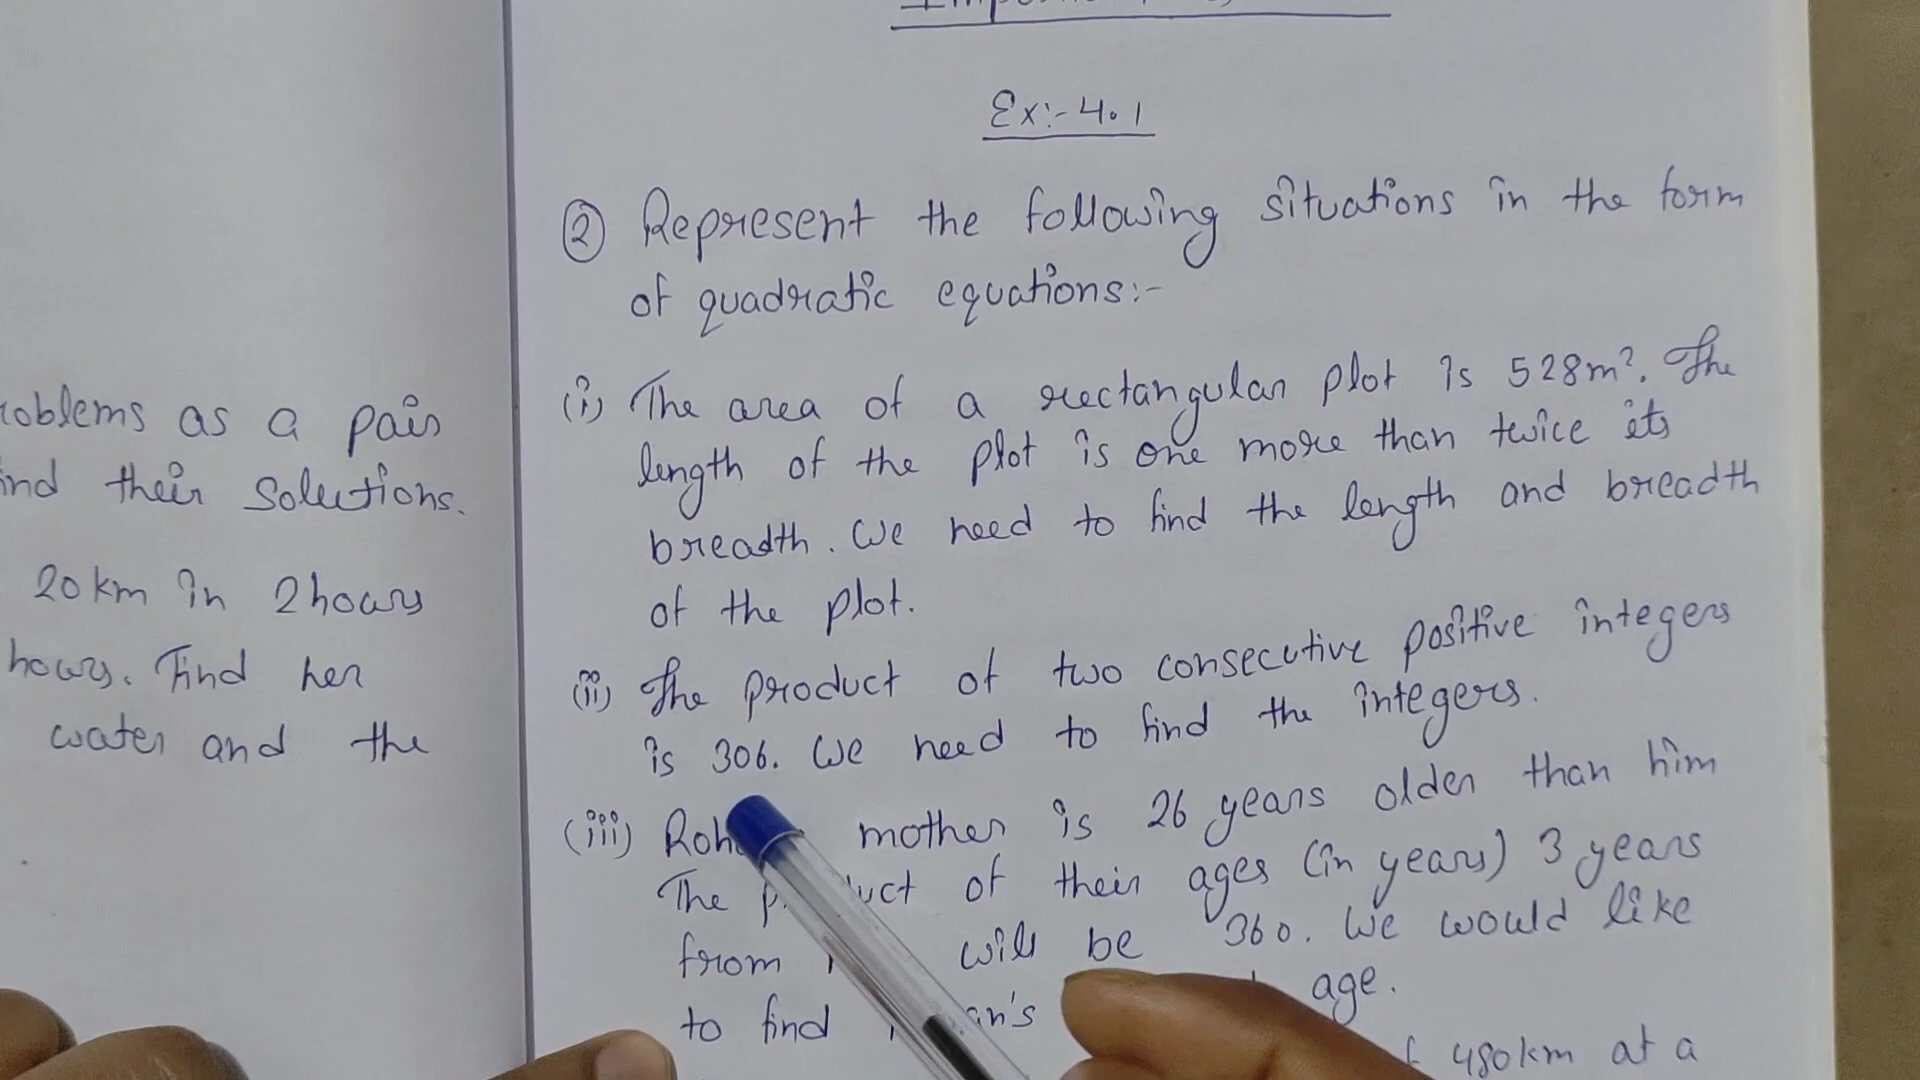 Ex:- 4.1
② Represent the following situations in the form
of quadratic equations:-
(i) The area of a rectangular plot is 528m². The
length of the plot is one more than twice its
breadth. We need to find the length and breadth
of the plot.
(ii) The product of two consecutive positive integers
is 306. We need to find the integers.
(iii) mother is 26 years older than him
The of their ages (in years) 3 years
from will be 360. We would like
to find age.
480km at a
as a pair
their solutions.
20km in 2hours
hours. Find her
water and the